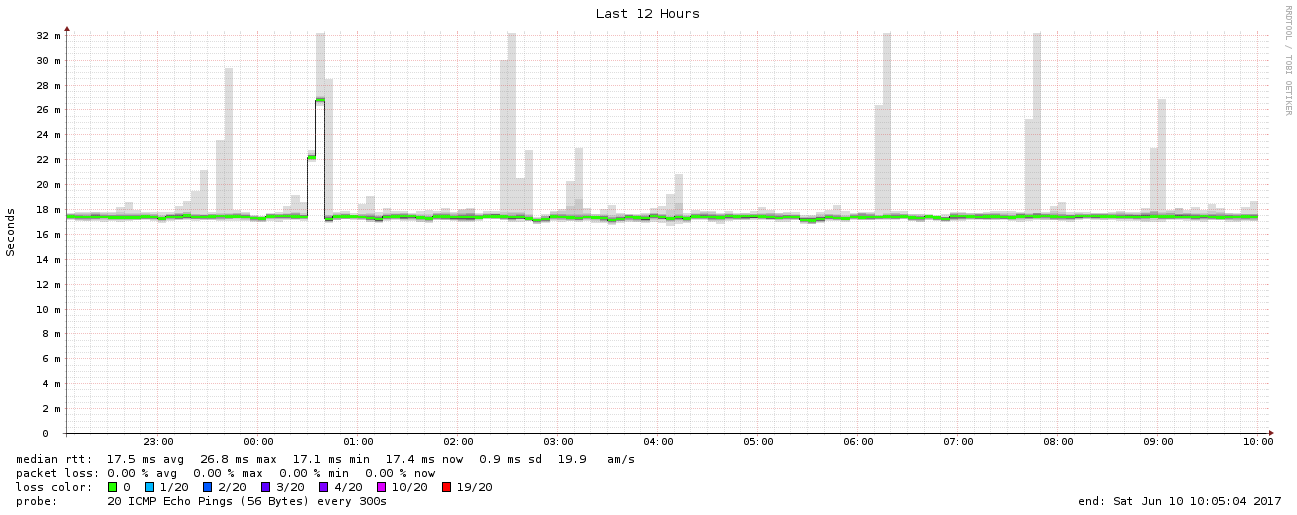 Last 12 Hours
RRDTOOL / TOBI OETIKER
Seconds
32 m
30 m
28 m
26 m
24 m
22 m
20 m
18 m
16 m
14 m
12 m
10 m
8 m
6 m
4 m
2 m
0
23:00 00:00 01:00 02:00 03:00 04:00 05:00 06:00 07:00 08:00 09:00 10:00
median rtt: 17.5 ms avg 26.8 ms max 17.1 ms min 17.4 ms now 0.9 ms sd 19.9 am/s
packet loss: 0.00 % avg 0.00 % max 0.00 % min 0.00 % now
loss color: 0 1/20 2/20 3/20 4/20 10/20 19/20
probe: 20 ICMP Echo Pings (56 Bytes) every 300s end: Sat Jun 10 10:05:04 2017